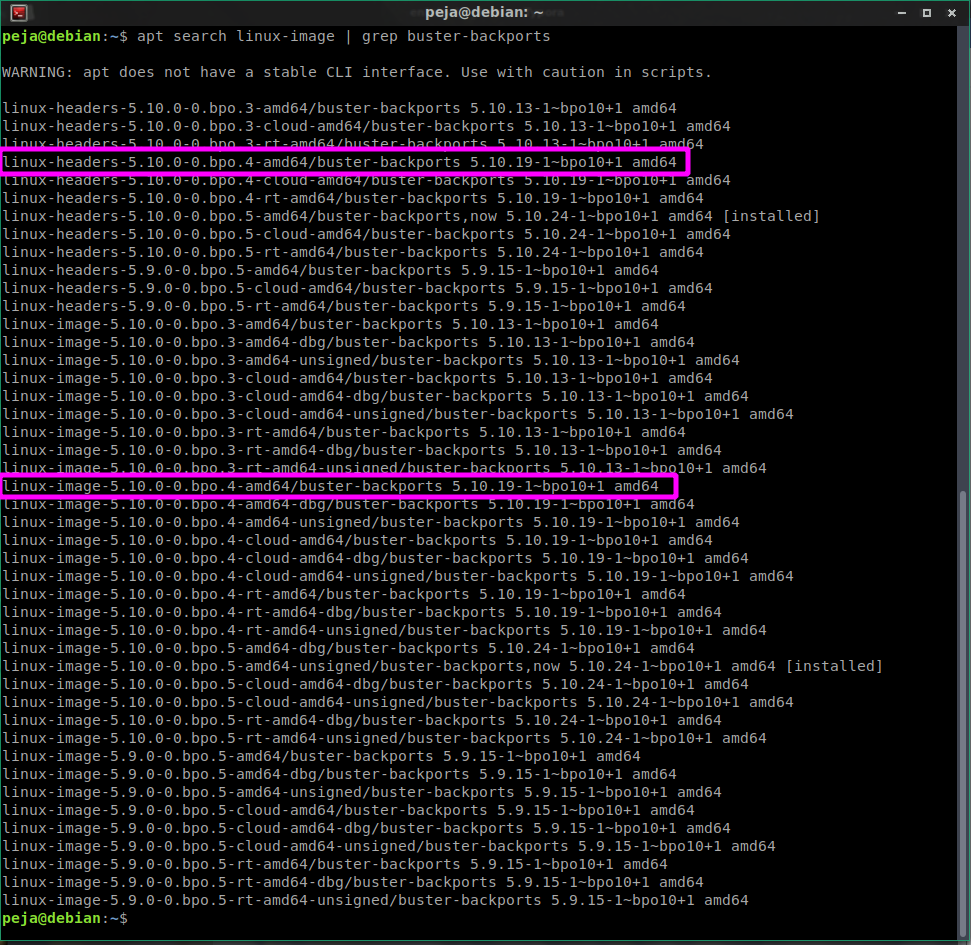 peja@debian: ~
peja@debian:~$ apt search linux-image | grep buster-backports
WARNING: apt does not have a stable CLI interface. Use with caution in scripts.
linux-headers-5.10.0-0.bpo.3-amd64/buster-backports 5.10.13-1~bpo10+1 amd64
linux-headers-5.10.0-0.bpo.3-cloud-amd64/buster-backports 5.10.13-1~bpo10+1 amd64
linux-headers-5.10.0-0.bpo.3-rt-amd64/buster-backports 5.10.13-1~bpo10+1 amd64
linux-headers-5.10.0-0.bpo.4-amd64/buster-backports 5.10.19-1~bpo10+1 amd64
linux-headers-5.10.0-0.bpo.4-cloud-amd64/buster-backports 5.10.19-1~bpo10+1 amd64
linux-headers-5.10.0-0.bpo.4-rt-amd64/buster-backports 5.10.19-1~bpo10+1 amd64
linux-headers-5.10.0-0.bpo.5-amd64/buster-backports,now 5.10.24-1~bpo10+1 amd64 [installed]
linux-headers-5.10.0-0.bpo.5-cloud-amd64/buster-backports 5.10.24-1~bpo10+1 amd64
linux-headers-5.10.0-0.bpo.5-rt-amd64/buster-backports 5.10.24-1~bpo10+1 amd64
linux-headers-5.9.0-0.bpo.5-amd64/buster-backports 5.9.15-1~bpo10+1 amd64
linux-headers-5.9.0-0.bpo.5-cloud-amd64/buster-backports 5.9.15-1~bpo10+1 amd64
linux-headers-5.9.0-0.bpo.5-rt-amd64/buster-backports 5.9.15-1~bpo10+1 amd64
linux-image-5.10.0-0.bpo.3-amd64/buster-backports 5.10.13-1~bpo10+1 amd64
linux-image-5.10.0-0.bpo.3-amd64-dbg/buster-backports 5.10.13-1~bpo10+1 amd64
linux-image-5.10.0-0.bpo.3-amd64-unsigned/buster-backports 5.10.13-1~bpo10+1 amd64
linux-image-5.10.0-0.bpo.3-cloud-amd64/buster-backports 5.10.13-1~bpo10+1 amd64
linux-image-5.10.0-0.bpo.3-cloud-amd64-dbg/buster-backports 5.10.13-1~bpo10+1 amd64
linux-image-5.10.0-0.bpo.3-cloud-amd64-unsigned/buster-backports 5.10.13-1~bpo10+1 amd64
linux-image-5.10.0-0.bpo.3-rt-amd64/buster-backports 5.10.13-1~bpo10+1 amd64
linux-image-5.10.0-0.bpo.3-rt-amd64-dbg/buster-backports 5.10.13-1~bpo10+1 amd64
linux-image-5.10.0-0.bpo.3-rt-amd64-unsigned/buster-backports 5.10.13-1~bpo10+1 amd64
linux-image-5.10.0-0.bpo.4-amd64/buster-backports 5.10.19-1~bpo10+1 amd64
linux-image-5.10.0-0.bpo.4-amd64-dbg/buster-backports 5.10.19-1~bpo10+1 amd64
linux-image-5.10.0-0.bpo.4-amd64-unsigned/buster-backports 5.10.19-1~bpo10+1 amd64
linux-image-5.10.0-0.bpo.4-cloud-amd64/buster-backports 5.10.19-1~bpo10+1 amd64
linux-image-5.10.0-0.bpo.4-cloud-amd64-dbg/buster-backports 5.10.19-1~bpo10+1 amd64
linux-image-5.10.0-0.bpo.4-cloud-amd64-unsigned/buster-backports 5.10.19-1~bpo10+1 amd64
linux-image-5.10.0-0.bpo.4-rt-amd64/buster-backports 5.10.19-1~bpo10+1 amd64
linux-image-5.10.0-0.bpo.4-rt-amd64-dbg/buster-backports 5.10.19-1~bpo10+1 amd64
linux-image-5.10.0-0.bpo.4-rt-amd64-unsigned/buster-backports 5.10.19-1~bpo10+1 amd64
linux-image-5.10.0-0.bpo.5-amd64-dbg/buster-backports 5.10.24-1~bpo10+1 amd64
linux-image-5.10.0-0.bpo.5-amd64-unsigned/buster-backports,now 5.10.24-1~bpo10+1 amd64 [installed]
linux-image-5.10.0-0.bpo.5-cloud-amd64-dbg/buster-backports 5.10.24-1~bpo10+1 amd64
linux-image-5.10.0-0.bpo.5-cloud-amd64-unsigned/buster-backports 5.10.24-1~bpo10+1 amd64
linux-image-5.10.0-0.bpo.5-rt-amd64-dbg/buster-backports 5.10.24-1~bpo10+1 amd64
linux-image-5.10.0-0.bpo.5-rt-amd64-unsigned/buster-backports 5.10.24-1~bpo10+1 amd64
linux-image-5.9.0-0.bpo.5-amd64/buster-backports 5.9.15-1~bpo10+1 amd64
linux-image-5.9.0-0.bpo.5-amd64-dbg/buster-backports 5.9.15-1~bpo10+1 amd64
linux-image-5.9.0-0.bpo.5-amd64-unsigned/buster-backports 5.9.15-1~bpo10+1 amd64
linux-image-5.9.0-0.bpo.5-cloud-amd64/buster-backports 5.9.15-1~bpo10+1 amd64
linux-image-5.9.0-0.bpo.5-cloud-amd64-dbg/buster-backports 5.9.15-1~bpo10+1 amd64
linux-image-5.9.0-0.bpo.5-cloud-amd64-unsigned/buster-backports 5.9.15-1~bpo10+1 amd64
linux-image-5.9.0-0.bpo.5-rt-amd64/buster-backports 5.9.15-1~bpo10+1 amd64
linux-image-5.9.0-0.bpo.5-rt-amd64-dbg/buster-backports 5.9.15-1~bpo10+1 amd64
linux-image-5.9.0-0.bpo.5-rt-amd64-unsigned/buster-backports 5.9.15-1~bpo10+1 amd64
peja@debian:~$